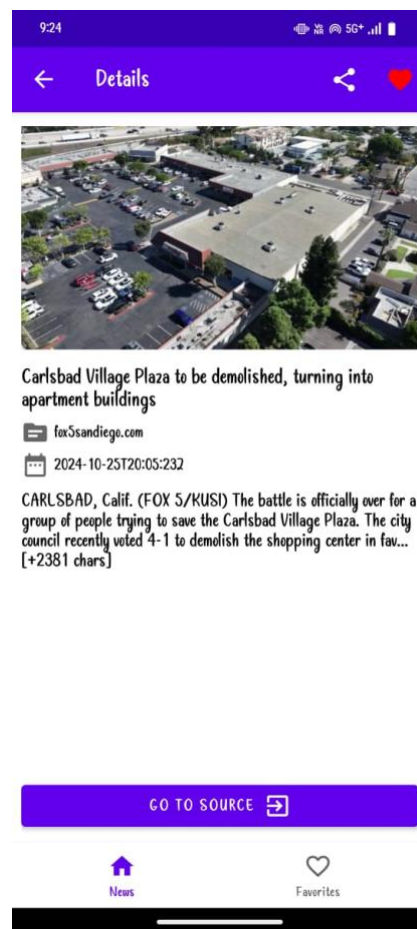 9:24
5G+
Details
Carlsbad Village Plaza to be demolished, turning into
apartment buildings
fox5sandiego.com
2024-10-25T20:05:23Z
CARLSBAD, Calif. (FOX 5/KUSI) The battle is officially over for a
group of people trying to save the Carlsbad Village Plaza. The city
council recently voted 4-1 to demolish the shopping center in fav...
[+2381 chars]
GO TO SOURCE
News
Favorites